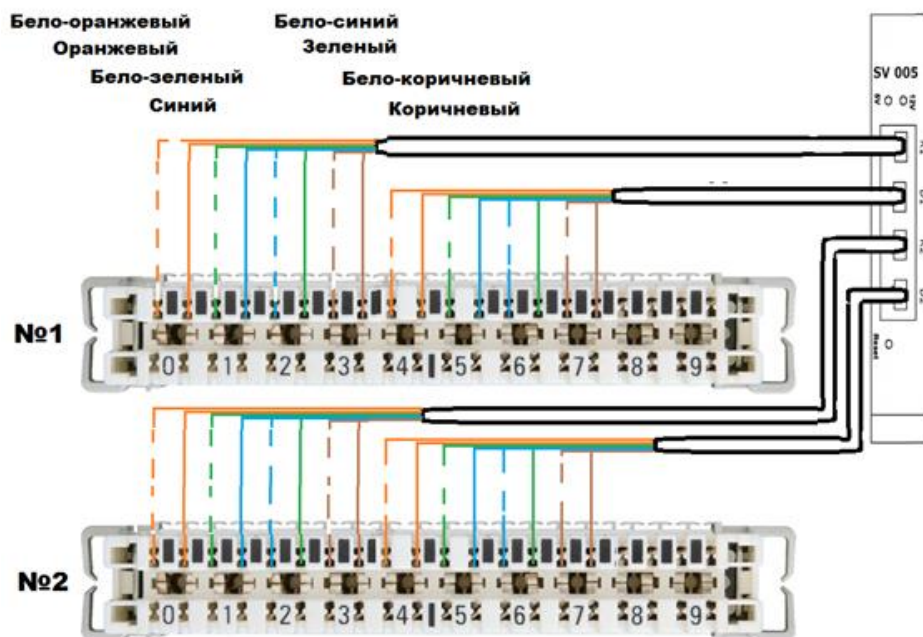 Бело-оранжевый
Оранжевый
Бело-зеленый
Синий
Бело-синий
Зеленый
Бело-коричневый
Коричневый
SV 005
№1
0 1 2 3 4 5 6 7 8 9
Reset
№2
0 1 2 3 4 5 6 7 8 9